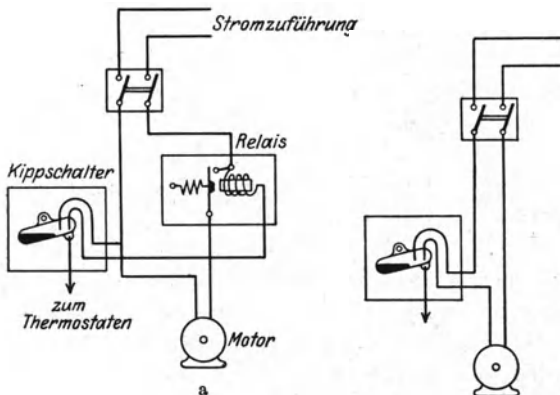 Stromzuführung
Relais
Kippschalter
zum
Thermostaten
Motor
a